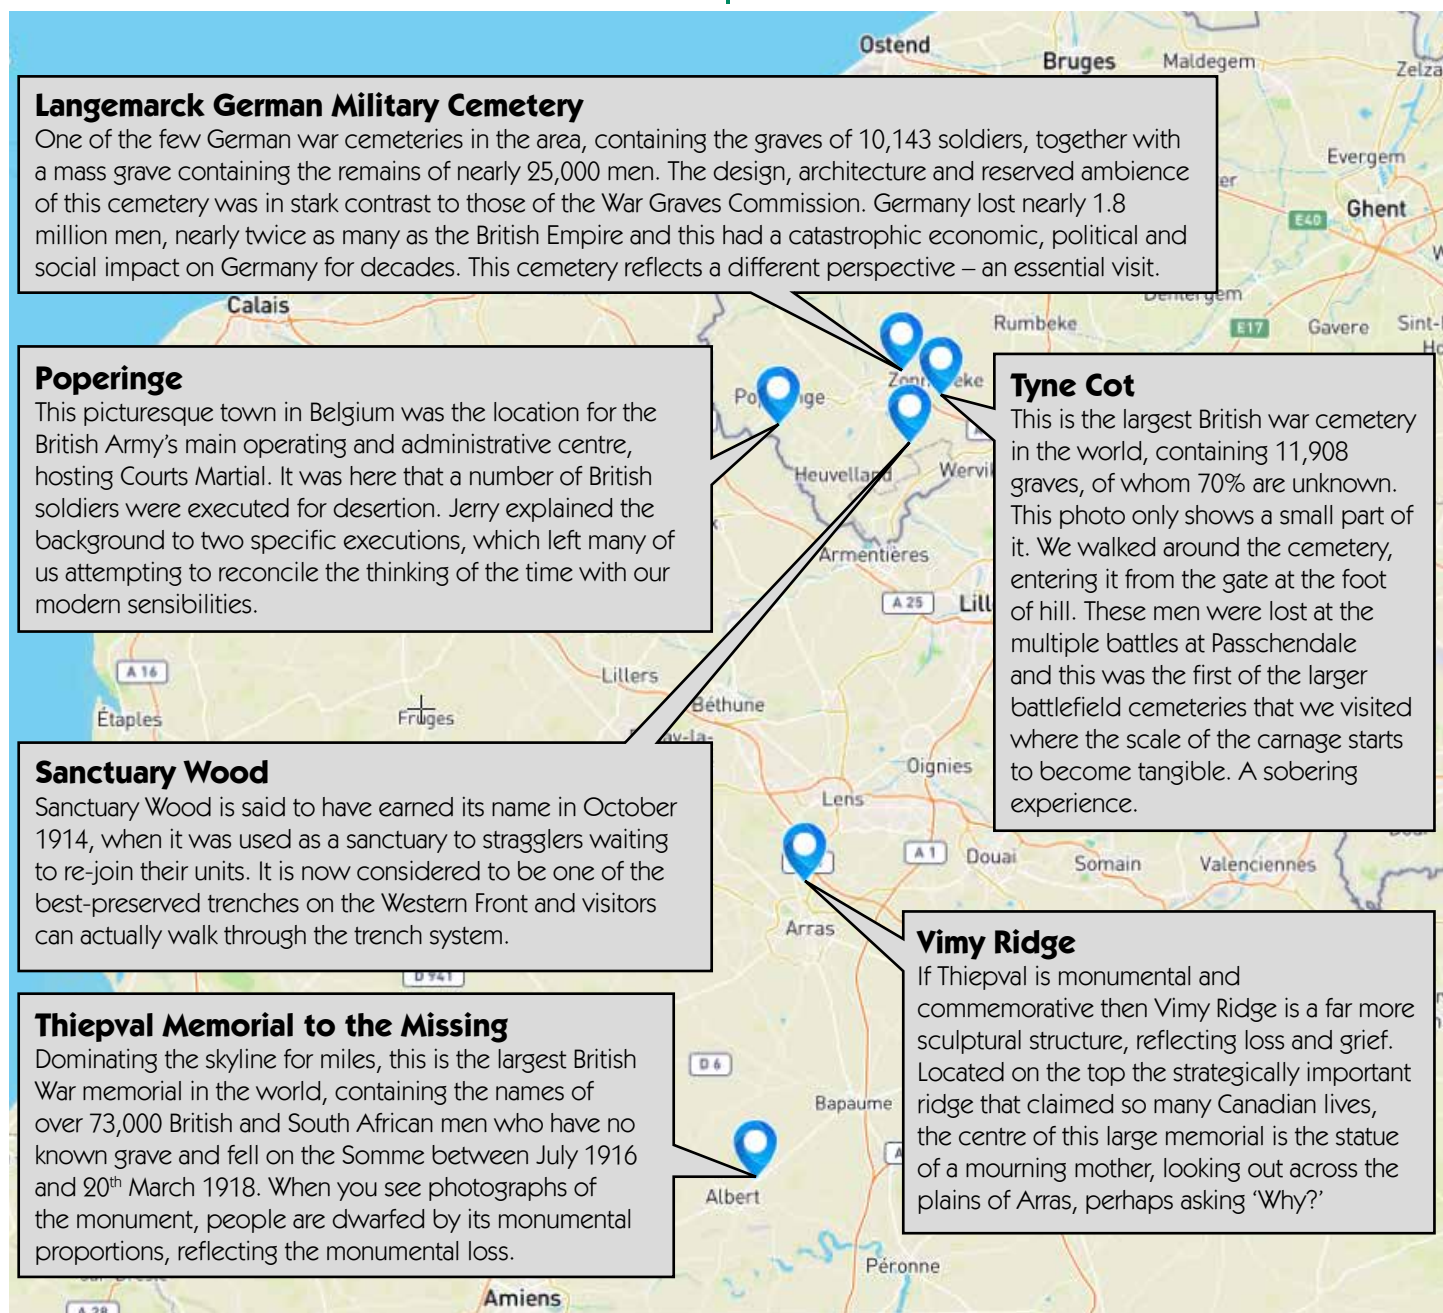 Ostend
Bruges
Maldegem
Zelza
Langemarck German Military Cemetery
One of the few German war cemeteries in the area, containing the graves of 10,143 soldiers, together with
a mass grave containing the remains of nearly 25,000 men. The design, architecture and reserved ambience
of this cemetery was in stark contrast to those of the War Graves Commission. Germany lost nearly 1.8
million men, nearly twice as many as the British Empire and this had a catastrophic economic, political and
social impact on Germany for decades. This cemetery reflects a different perspective – an essential visit.
Evergem
er
Ghent
E40
Calais
Rumbeke
E17
Gavere
Sint-
Poperinge
This picturesque town in Belgium was the location for the
British Army's main operating and administrative centre,
hosting Courts Martial. It was here that a number of British
soldiers were executed for desertion. Jerry explained the
background to two specific executions, which left many of
us attempting to reconcile the thinking of the time with our
modern sensibilities.
Heuvelland
Wervik
Armentières
A 25
Lill
Tyne Cot
This is the largest British war cemetery
in the world, containing 11,908
graves, of whom 70% are unknown.
This photo only shows a small part of
it. We walked around the cemetery,
entering it from the gate at the foot
of hill. These men were lost at the
multiple battles at Passchendale
and this was the first of the larger
battlefield cemeteries that we visited
where the scale of the carnage starts
to become tangible. A sobering
experience.
A 16
Étaples
Fruges
Lillers
Béthune
ay-la-
Oignies
Lens
Sanctuary Wood
Sanctuary Wood is said to have earned its name in October
1914, when it was used as a sanctuary to stragglers waiting
to re-join their units. It is now considered to be one of the
best-preserved trenches on the Western Front and visitors
can actually walk through the trench system.
A 1
Douai
Somain
Valenciennes
Arras
D 941
Vimy Ridge
If Thiepval is monumental and
commemorative then Vimy Ridge is a far more
sculptural structure, reflecting loss and grief.
Located on the top the strategically important
ridge that claimed so many Canadian lives,
the centre of this large memorial is the statue
of a mourning mother, looking out across the
plains of Arras, perhaps asking ‘Why?’
Thiepval Memorial to the Missing
Dominating the skyline for miles, this is the largest British
War memorial in the world, containing the names of
over 73,000 British and South African men who have no
known grave and fell on the Somme between July 1916
and 20th March 1918. When you see photographs of
the monument, people are dwarfed by its monumental
proportions, reflecting the monumental loss.
D 6
Bapaume
Albert
Péronne
Amiens
A 28